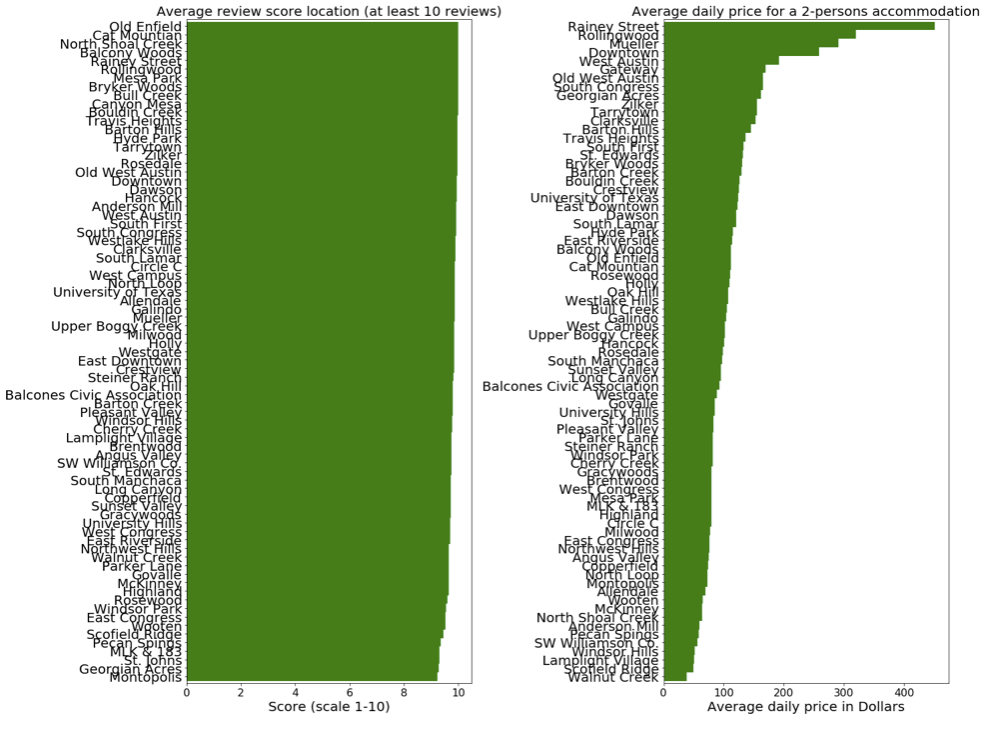 Average review score location (at least 10 reviews)
Old Enfield
Cat Mountian
North Shoal Creek
Balcony Woods
Rainey Street
Rollingwood
Mesa Park
Bryker Woods
Bull Creek
Canyon Mesa
Bouldin Creek
Travis Heights
Barton Hills
Hyde Park
Tarrytown
Zilker
Rosedale
Old West Austin
Downtown
Dawson
Hancock
Anderson Mill
West Austin
South First
South Congress
Westlake Hills
Clarksville
South Lamar
Circle C
West Campus
North Loop
University of Texas
Allendale
Galindo
Mueller
Upper Boggy Creek
Milwood
Holly
Westgate
East Downtown
Crestview
Steiner Ranch
Oak Hill
Balcones Civic Association
Barton Creek
Pleasant Valley
Windsor Hills
Cherry Creek
Lamplight Village
Brentwood
Angus Valley
SW Williamson Co.
St. Edwards
South Manchaca
Long Canyon
Copperfield
Sunset Valley
Gracywoods
University Hills
West Congress
East Riverside
Northwest Hills
Walnut Creek
Parker Lane
Govalle
McKinney
Highland
Rosewood
Windsor Park
East Congress
Wooten
Scofield Ridge
Pecan Spings
MLK & 183
St. Johns
Georgian Acres
Montopolis
0 2 4 6 8 10
Score (scale 1-10)
Average daily price for a 2-persons accommodation
Rainey Street
Rollingwood
Mueller
Downtown
West Austin
Gateway
Old West Austin
South Congress
Georgian Acres
Zilker
Tarrytown
Clarksville
Barton Hills
Travis Heights
South First
St. Edwards
Bryker Woods
Barton Creek
Bouldin Creek
Crestview
University of Texas
East Downtown
Dawson
South Lamar
Hyde Park
East Riverside
Balcony Woods
Old Enfield
Cat Mountian
Rosewood
Holly
Oak Hill
Westlake Hills
Bull Creek
Galindo
West Campus
Upper Boggy Creek
Hancock
Rosedale
South Manchaca
Sunset Valley
Long Canyon
Balcones Civic Association
Westgate
Govalle
University Hills
St. Johns
Pleasant Valley
Parker Lane
Steiner Ranch
Windsor Park
Cherry Creek
Gracywoods
Brentwood
West Congress
Mesa Park
MLK & 183
Highland
Circle C
Milwood
East Congress
Northwest Hills
Angus Valley
Copperfield
North Loop
Montopolis
Allendale
Wooten
McKinney
North Shoal Creek
Anderson Mill
Pecan Spings
SW Williamson Co.
Windsor Hills
Lamplight Village
Scofield Ridge
Walnut Creek
0 100 200 300 400
Average daily price in Dollars